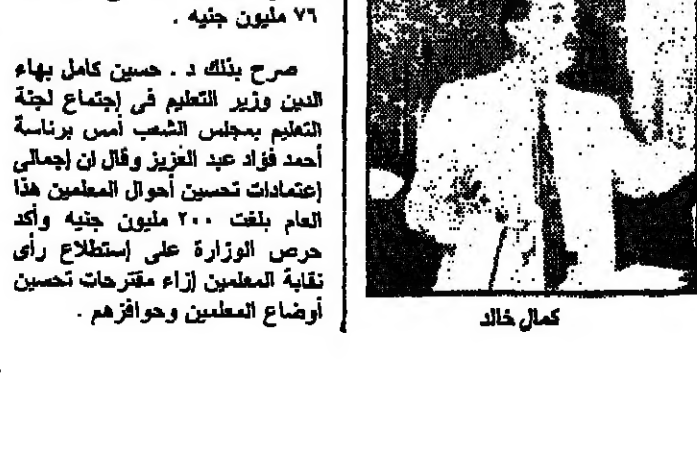 ٧٦ مليون جنيه .
صرح بذلك د . حسين كامل بهاء
الدين وزير التعليم فى إجتماع لجنة
التعليم بمجلس الشعب أمس برئاسة
أحمد فؤاد عبد العزيز وقال ان إجمالى
إعتمادات تحسين أحوال المعلمين هذا
العام بلغت ٢٠٠ مليون جنيه وأكد
حرص الوزارة على إستطلاع رأى
نقابة المعلمين إزاء مقترحات تحسين
أوضاع المعلمين وحوافزهم .
كمال خالد